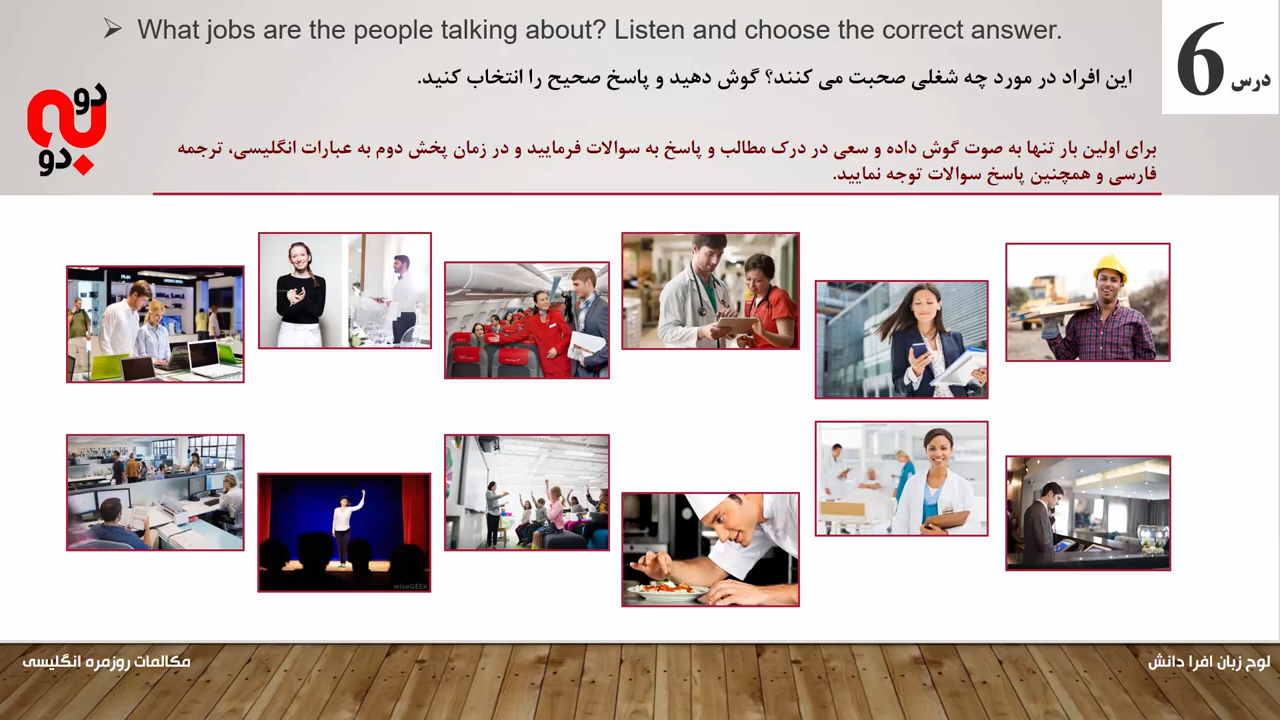 ➢ What jobs are the people talking about? Listen and choose the correct answer.
درس 6
این افراد در مورد چه شغلی صحبت می کنند؟ گوش دهید و پاسخ صحیح را انتخاب کنید.
دو به دو
برای اولین بار تنها به صوت گوش داده و سعی در درک مطالب و پاسخ به سوالات فرمایید و در زمان پخش دوم به عبارات انگلیسی، ترجمه
فارسی و همچنین پاسخ سوالات توجه نمایید.
wiseGEEK
مکالمات روزمره انگلیسی
لوح زبان افرا دانش